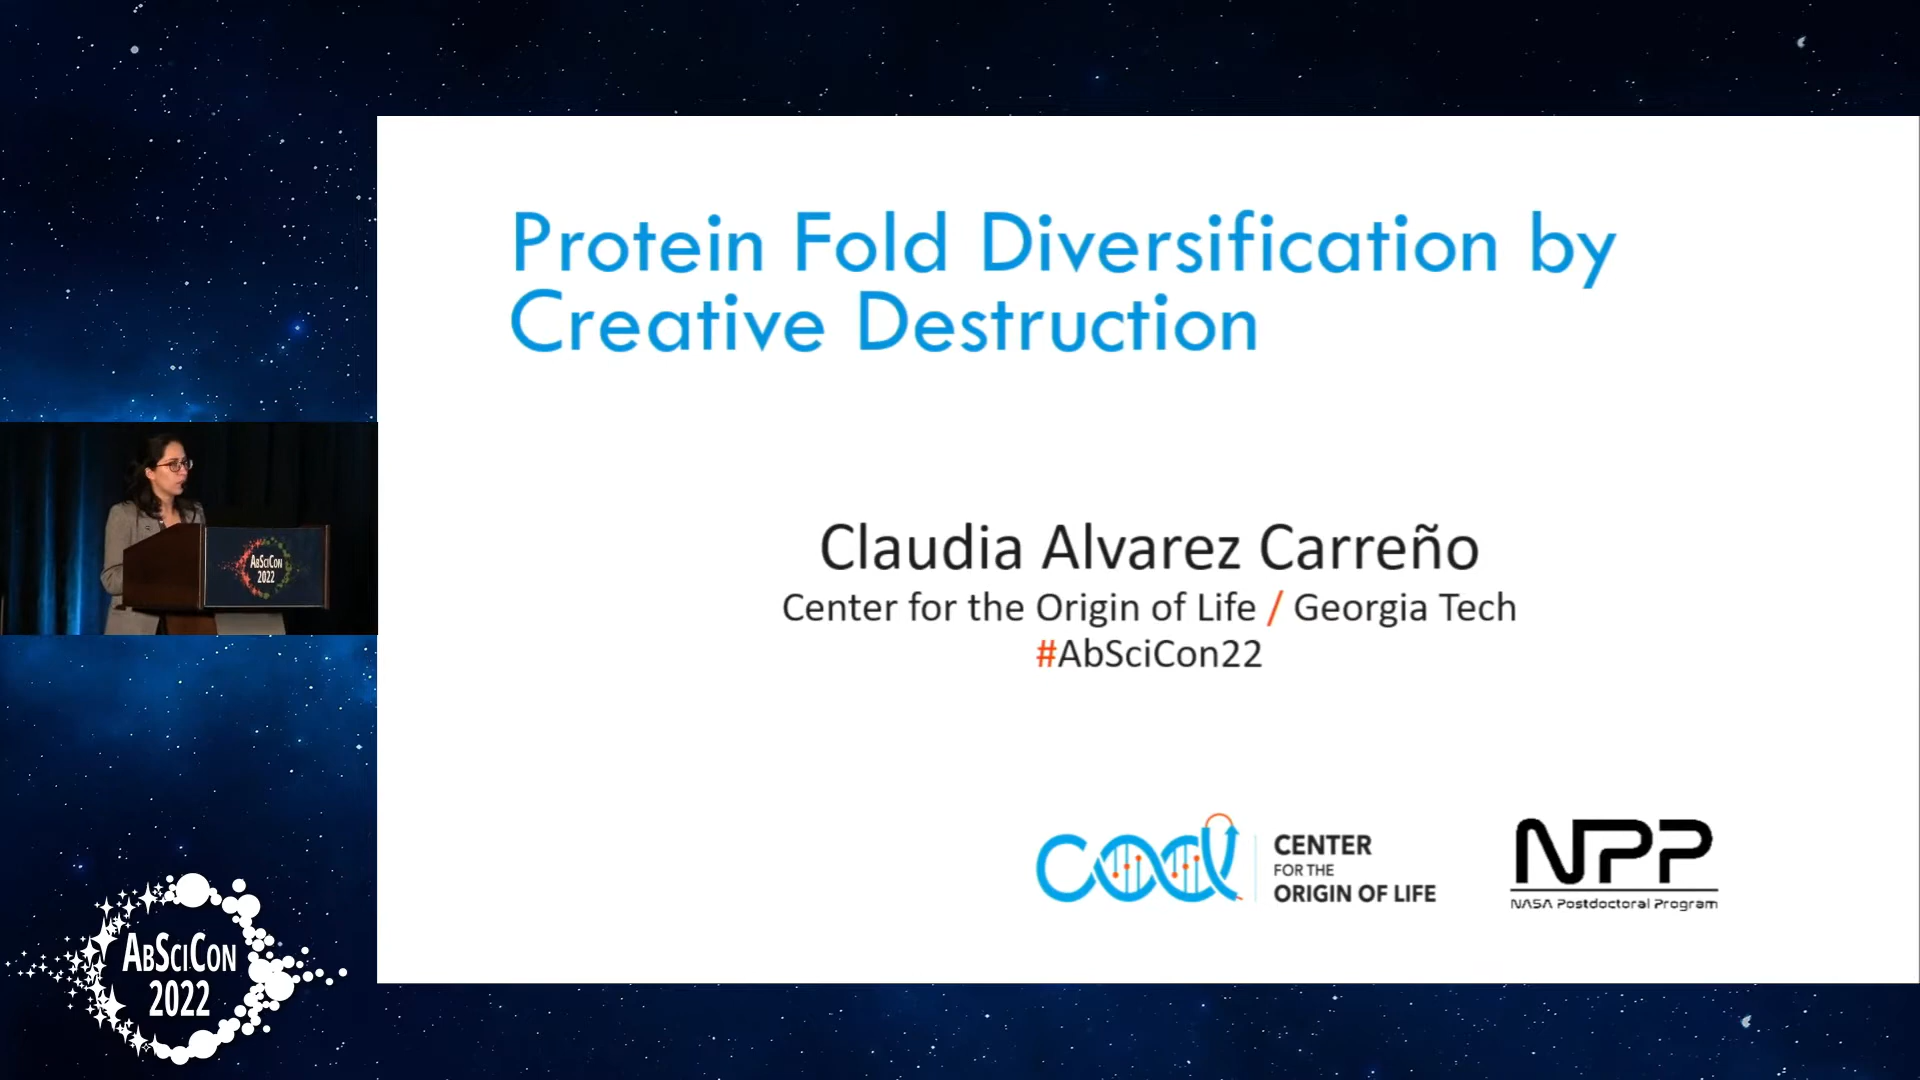 Protein Fold Diversification by
Creative Destruction
Claudia Alvarez Carreño
Center for the Origin of Life / Georgia Tech
#AbSciCon22
cool
CENTER
FOR THE
ORIGIN OF LIFE
NPP
NASA Postdoctoral Program
ABSCICON
2022
ABSCICON
2022